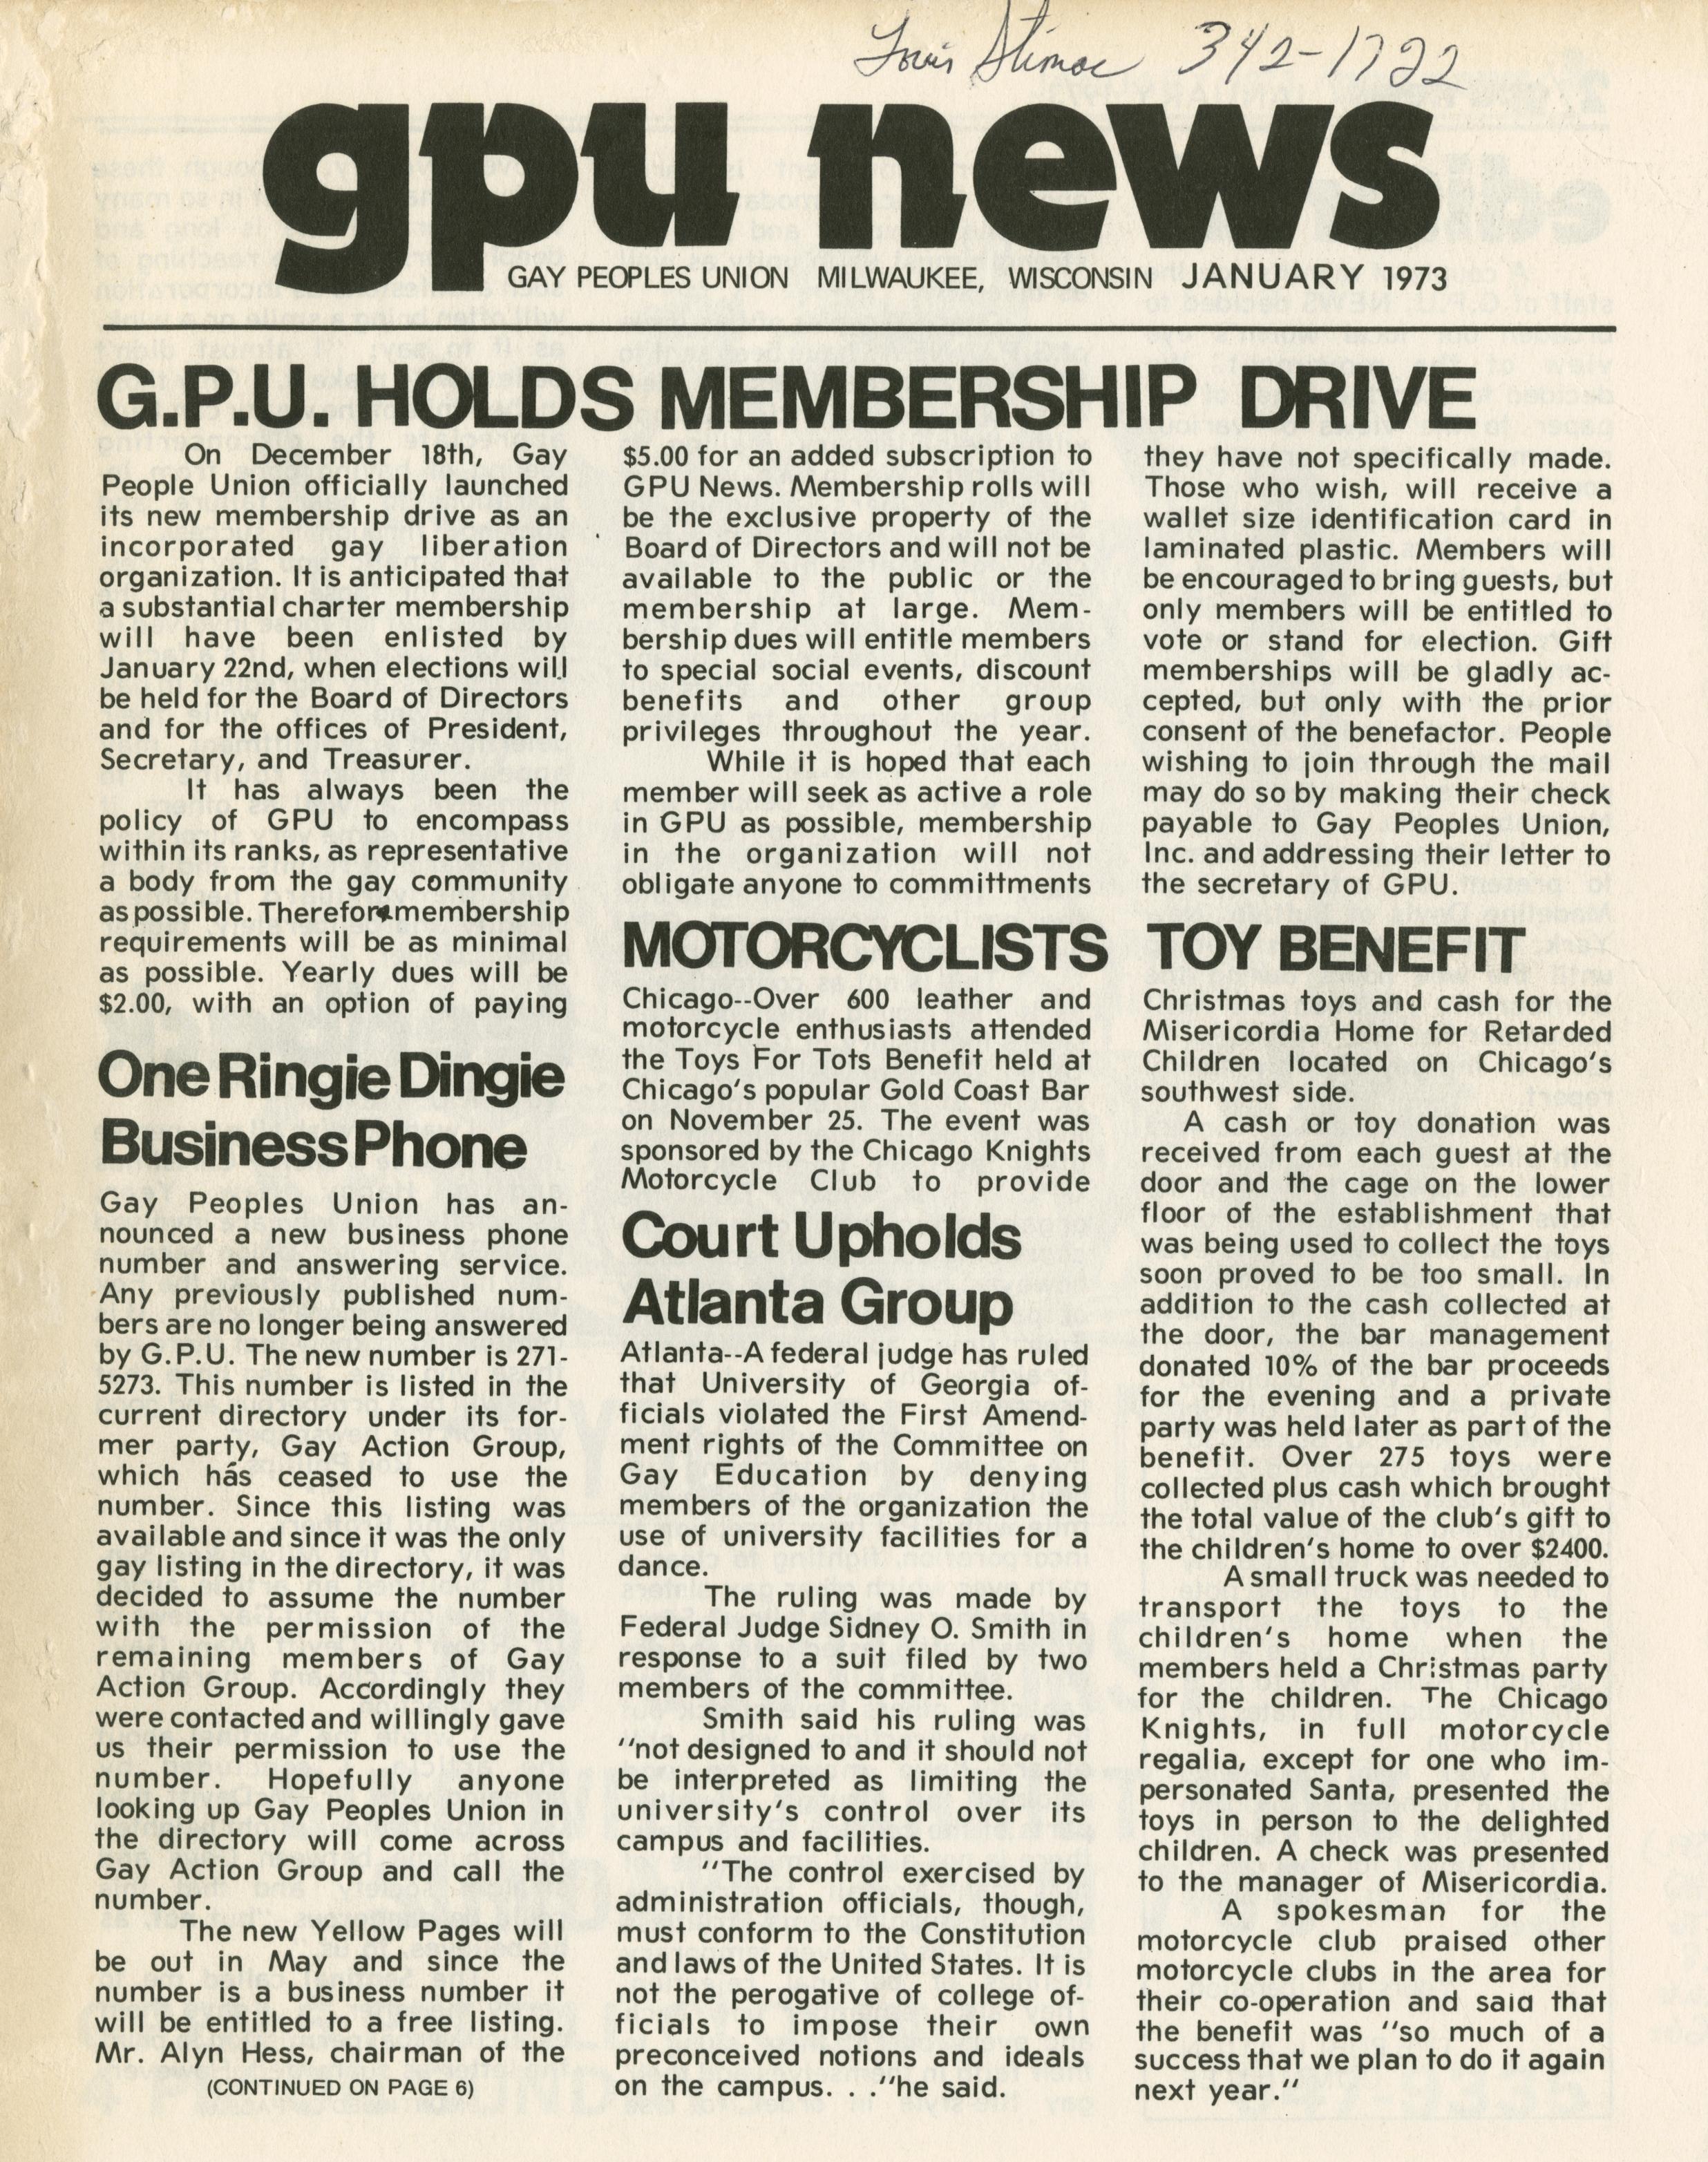 Louis Stimac 342-1722
gpu news
GAY PEOPLES UNION MILWAUKEE, WISCONSIN JANUARY 1973
G.P.U. HOLDS MEMBERSHIP DRIVE
On December 18th, Gay
People Union officially launched
its new membership drive as an
incorporated gay liberation
organization. It is anticipated that
a substantial charter membership
will have been enlisted by
January 22nd, when elections will
be held for the Board of Directors
and for the offices of President,
Secretary, and Treasurer.
It has always been the
policy of GPU to encompass
within its ranks, as representative
a body from the gay community
as possible. Therefore membership
requirements will be as minimal
as possible. Yearly dues will be
$2.00, with an option of paying
$5.00 for an added subscription to
GPU News. Membership rolls will
be the exclusive property of the
Board of Directors and will not be
available to the public or the
membership at large. Mem-
bership dues will entitle members
to special social events, discount
benefits and other group
privileges throughout the year.
While it is hoped that each
member will seek as active a role
in GPU as possible, membership
in the organization will not
obligate anyone to committments
they have not specifically made.
Those who wish, will receive a
wallet size identification card in
laminated plastic. Members will
be encouraged to bring guests, but
only members will be entitled to
vote or stand for election. Gift
memberships will be gladly ac-
cepted, but only with the prior
consent of the benefactor. People
wishing to join through the mail
may do so by making their check
payable to Gay Peoples Union,
Inc. and addressing their letter to
the secretary of GPU.
One Ringie Dingie
Business Phone
Gay Peoples Union has an-
nounced a new business phone
number and answering service.
Any previously published num-
bers are no longer being answered
by G.P.U. The new number is 271-
5273. This number is listed in the
current directory under its for-
mer party, Gay Action Group,
which has ceased to use the
number. Since this listing was
available and since it was the only
gay listing in the directory, it was
decided to assume the number
with the permission of the
remaining members of Gay
Action Group. Accordingly they
were contacted and willingly gave
us their permission to use the
number. Hopefully anyone
looking up Gay Peoples Union in
the directory will come across
Gay Action Group and call the
number.
The new Yellow Pages will
be out in May and since the
number is a business number it
will be entitled to a free listing.
Mr. Alyn Hess, chairman of the
(CONTINUED ON PAGE 6)
MOTORCYCLISTS TOY BENEFIT
Chicago--Over 600 leather and
motorcycle enthusiasts attended
the Toys For Tots Benefit held at
Chicago's popular Gold Coast Bar
on November 25. The event was
sponsored by the Chicago Knights
Motorcycle Club to provide
Christmas toys and cash for the
Misericordia Home for Retarded
Children located on Chicago's
southwest side.
A cash or toy donation was
received from each guest at the
door and the cage on the lower
floor of the establishment that
was being used to collect the toys
soon proved to be too small. In
addition to the cash collected at
the door, the bar management
donated 10% of the bar proceeds
for the evening and a private
party was held later as part of the
benefit. Over 275 toys were
collected plus cash which brought
the total value of the club's gift to
the children's home to over $2400.
A small truck was needed to
transport the toys to the
children's home when the
members held a Christmas party
for the children. The Chicago
Knights, in full motorcycle
regalia, except for one who im-
personated Santa, presented the
toys in person to the delighted
children. A check was presented
to the manager of Misericordia.
A spokesman for the
motorcycle club praised other
motorcycle clubs in the area for
their co-operation and said that
the benefit was "so much of a
success that we plan to do it again
next year."
Court Upholds
Atlanta Group
Atlanta--A federal judge has ruled
that University of Georgia of-
ficials violated the First Amend-
ment rights of the Committee on
Gay Education by denying
members of the organization the
use of university facilities for a
dance.
The ruling was made by
Federal Judge Sidney O. Smith in
response to a suit filed by two
members of the committee.
Smith said his ruling was
"not designed to and it should not
be interpreted as limiting the
university's control over its
campus and facilities.
"The control exercised by
administration officials, though,
must conform to the Constitution
and laws of the United States. It is
not the perogative of college of-
ficials to impose their own
preconceived notions and ideals
on the campus. . ."he said.